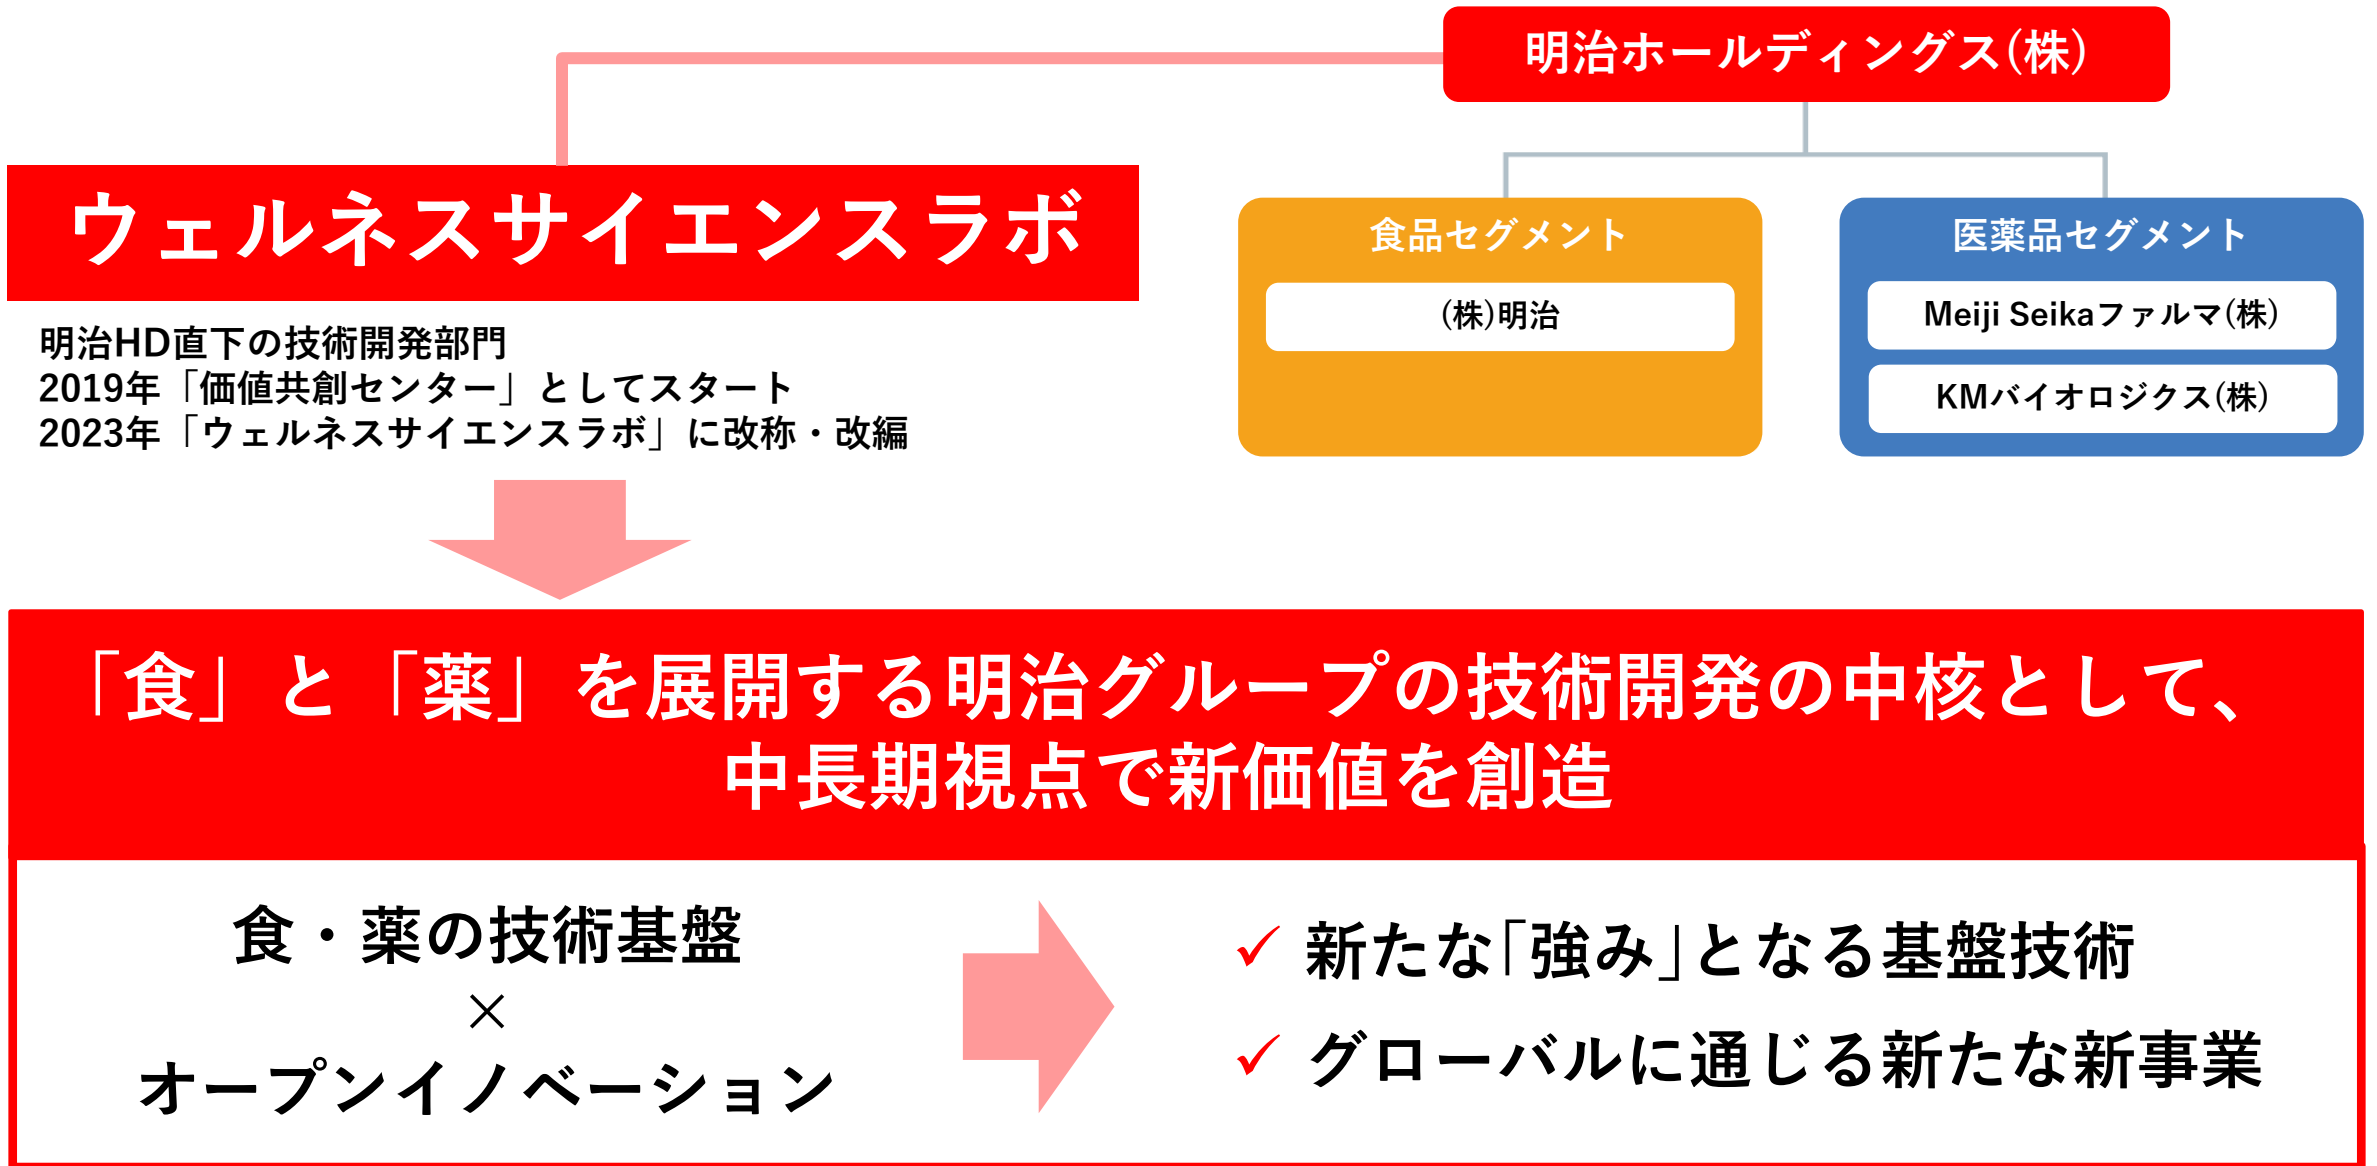 明治ホールディングス(株)
ウェルネスサイエンスラボ
明治HD直下の技術開発部門
2019年「価値共創センター」としてスタート
2023年「ウェルネスサイエンスラボ」に改称・改編
食品セグメント
(株)明治
医薬品セグメント
Meiji Seikaファルマ(株)
KMバイオロジクス(株)
「食」と「薬」を展開する明治グループの技術開発の中核として、
中長期視点で新価値を創造
食・薬の技術基盤
×
オープンイノベーション
✓ 新たな｢強み｣となる基盤技術
✓ グローバルに通じる新たな新事業